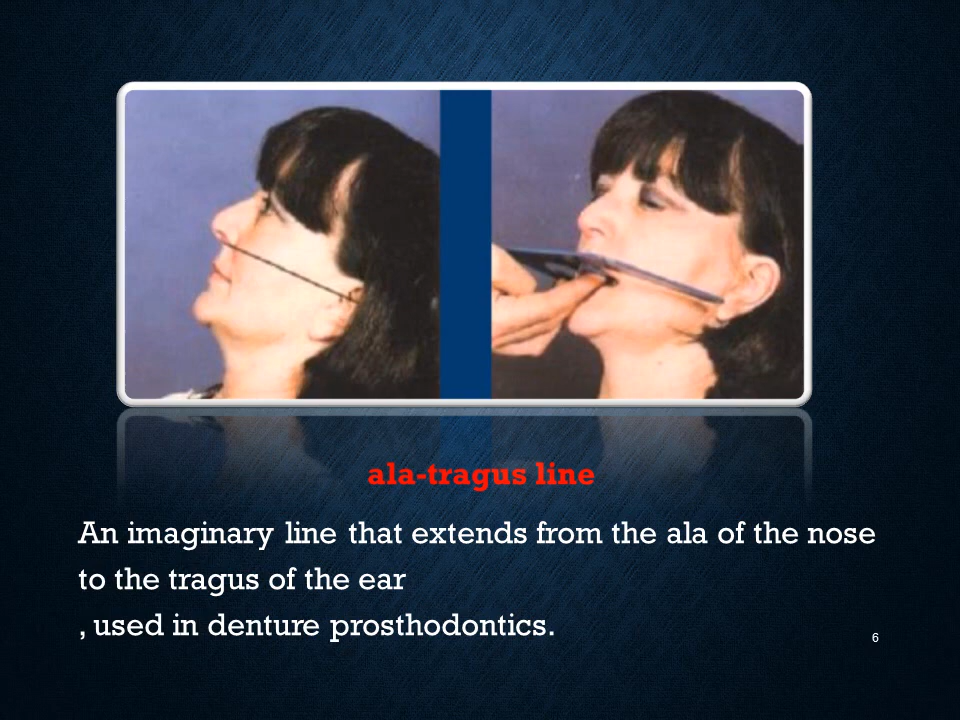 ala-tragus line
An imaginary line that extends from the ala of the nose
to the tragus of the ear
, used in denture prosthodontics.
6